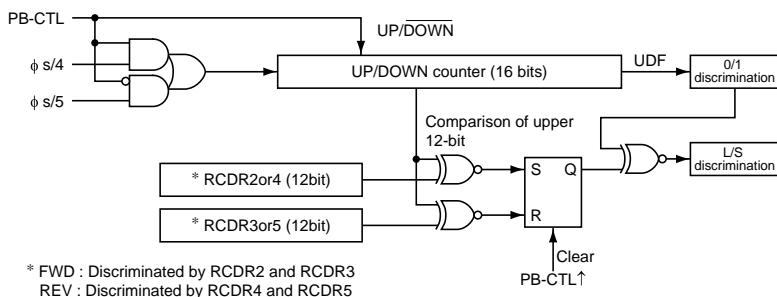 PB-CTL
UP/DOWN
φ s/4
φ s/5
UP/DOWN counter (16 bits)
UDF
0/1
discrimination
Comparison of upper
12-bit
* RCDR2or4 (12bit)
* RCDR3or5 (12bit)
S Q
R
L/S
discrimination
Clear
PB-CTL↑
* FWD : Discriminated by RCDR2 and RCDR3
REV : Discriminated by RCDR4 and RCDR5